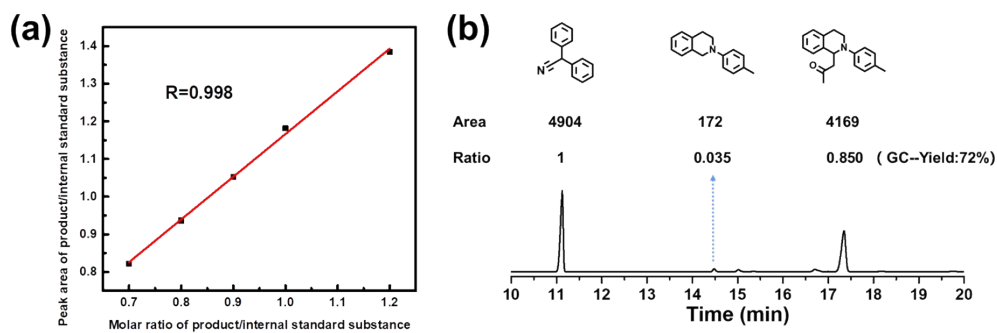 (a)
Peak area of product/internal standard substance
1.4
1.3
1.2
1.1
1.0
0.9
0.8
R=0.998
0.7 0.8 0.9 1.0 1.1 1.2
Molar ratio of product/internal standard substance
(b)
N
N
N
O
Area 4904 172 4169
Ratio 1 0.035 0.850 ( GC--Yield:72%)
10 11 12 13 14 15 16 17 18 19 20
Time (min)